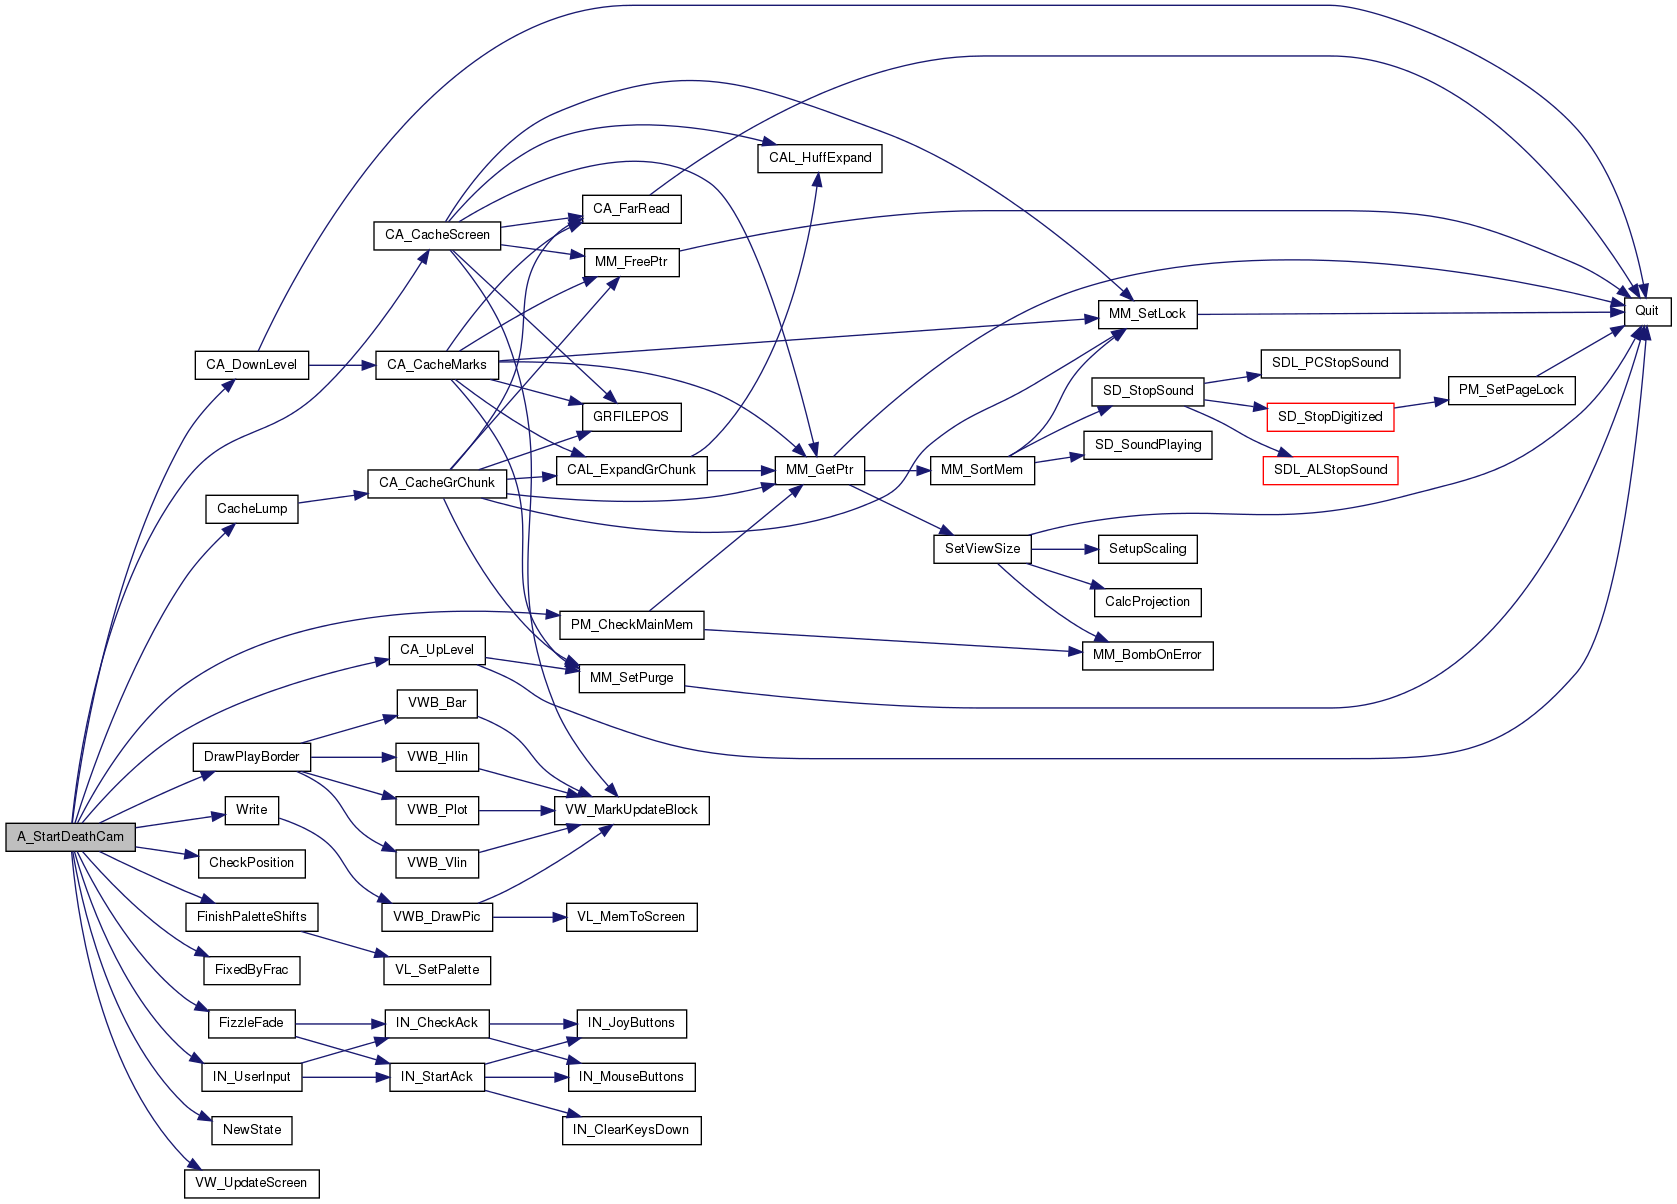 A_StartDeathCam
CA_DownLevel
CA_CacheScreen
CacheLump
CA_CacheMarks
CA_CacheGrChunk
CA_FarRead
MM_FreePtr
GRFILEPOS
CAL_ExpandGrChunk
CAL_HuffExpand
MM_GetPtr
MM_SortMem
SetViewSize
MM_SetLock
SD_StopSound
SD_SoundPlaying
SDL_PCStopSound
SD_StopDigitized
SDL_ALStopSound
PM_SetPageLock
Quit
SetupScaling
CalcProjection
MM_BombOnError
PM_CheckMainMem
CA_UpLevel
MM_SetPurge
DrawPlayBorder
VWB_Bar
VWB_Hlin
VWB_Plot
VWB_Vlin
VW_MarkUpdateBlock
Write
VWB_DrawPic
VL_MemToScreen
CheckPosition
FinishPaletteShifts
VL_SetPalette
FixedByFrac
FizzleFade
IN_UserInput
IN_CheckAck
IN_StartAck
IN_JoyButtons
IN_MouseButtons
IN_ClearKeysDown
NewState
VW_UpdateScreen